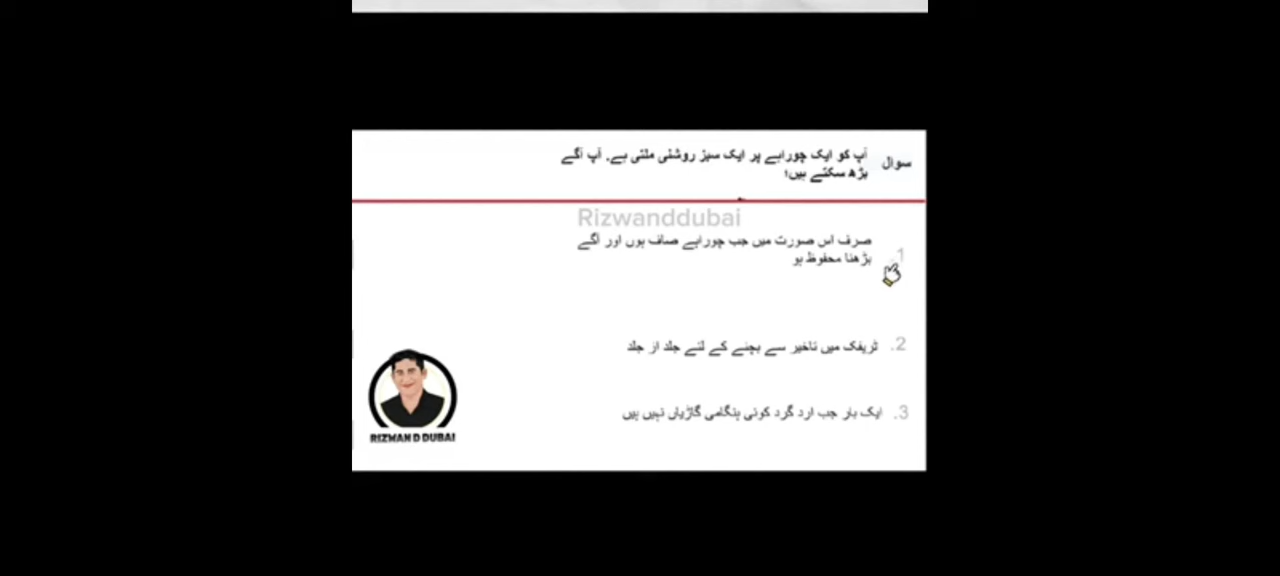 سوال
آپ کو ایک چوراہے پر ایک سبز روشنی ملتی ہے۔ آپ آگے
بڑھ سکتے ہیں؛
Rizwanddubai
1.
صرف اس صورت میں جب چوراہے صاف ہوں اور آگے
بڑھنا محفوظ ہو
2. ٹریفک میں تاخیر سے بچنے کے لئے جلد از جلد
3. ایک بار جب ارد گرد کوئی ہنگامی گاڑیاں نہیں ہیں
RIZWAN D DUBAI